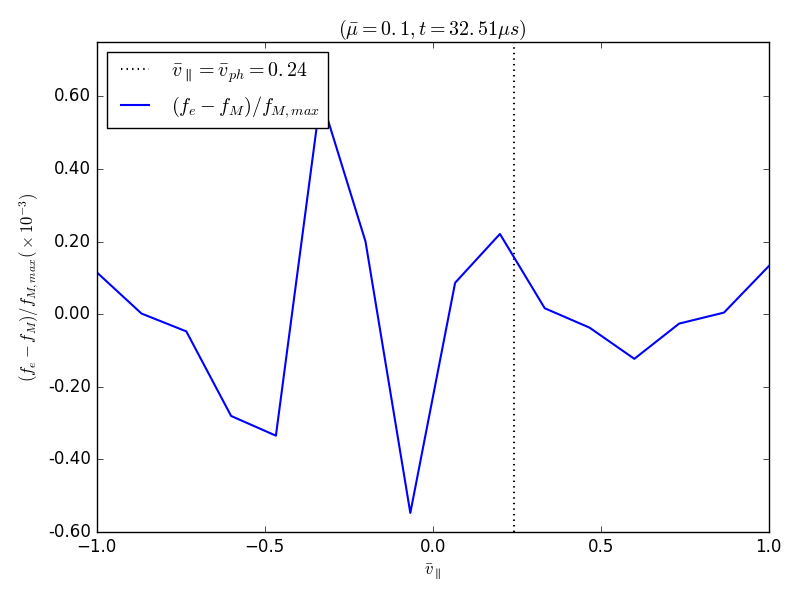 (μ̄ = 0.1, t = 32.51μs)
v̄∥ = v̄ph = 0.24
(fe − fM)/fM,max
0.60
0.40
0.20
0.00
-0.20
-0.40
-0.60
(fe − fM)/fM,max(×10⁻³)
−1.0 −0.5 0.0 0.5 1.0
v̄∥